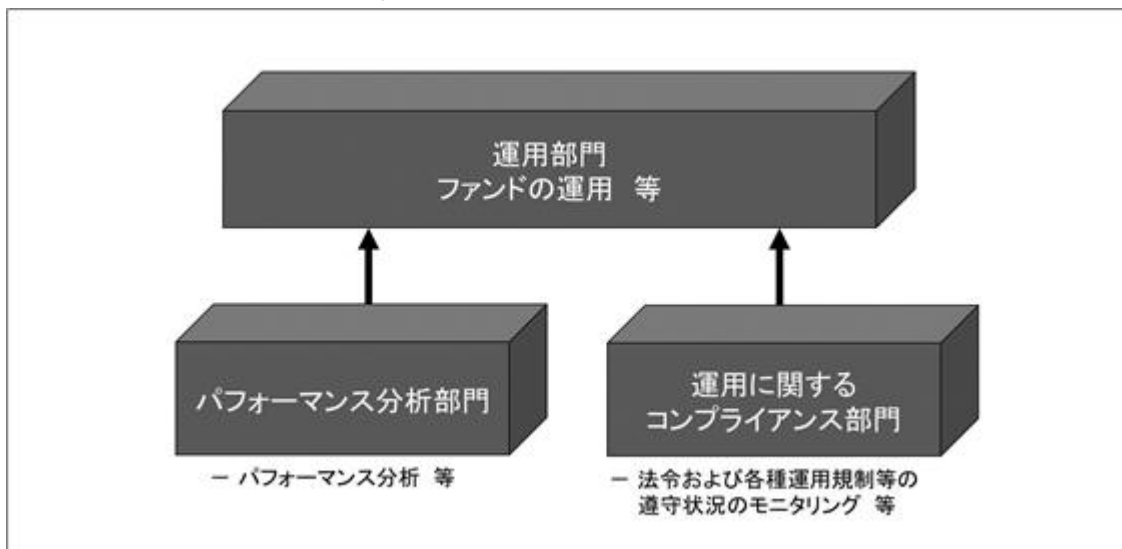 運用部門
ファンドの運用 等
パフォーマンス分析部門
- パフォーマンス分析 等
運用に関する
コンプライアンス部門
- 法令および各種運用規制等の
遵守状況のモニタリング 等